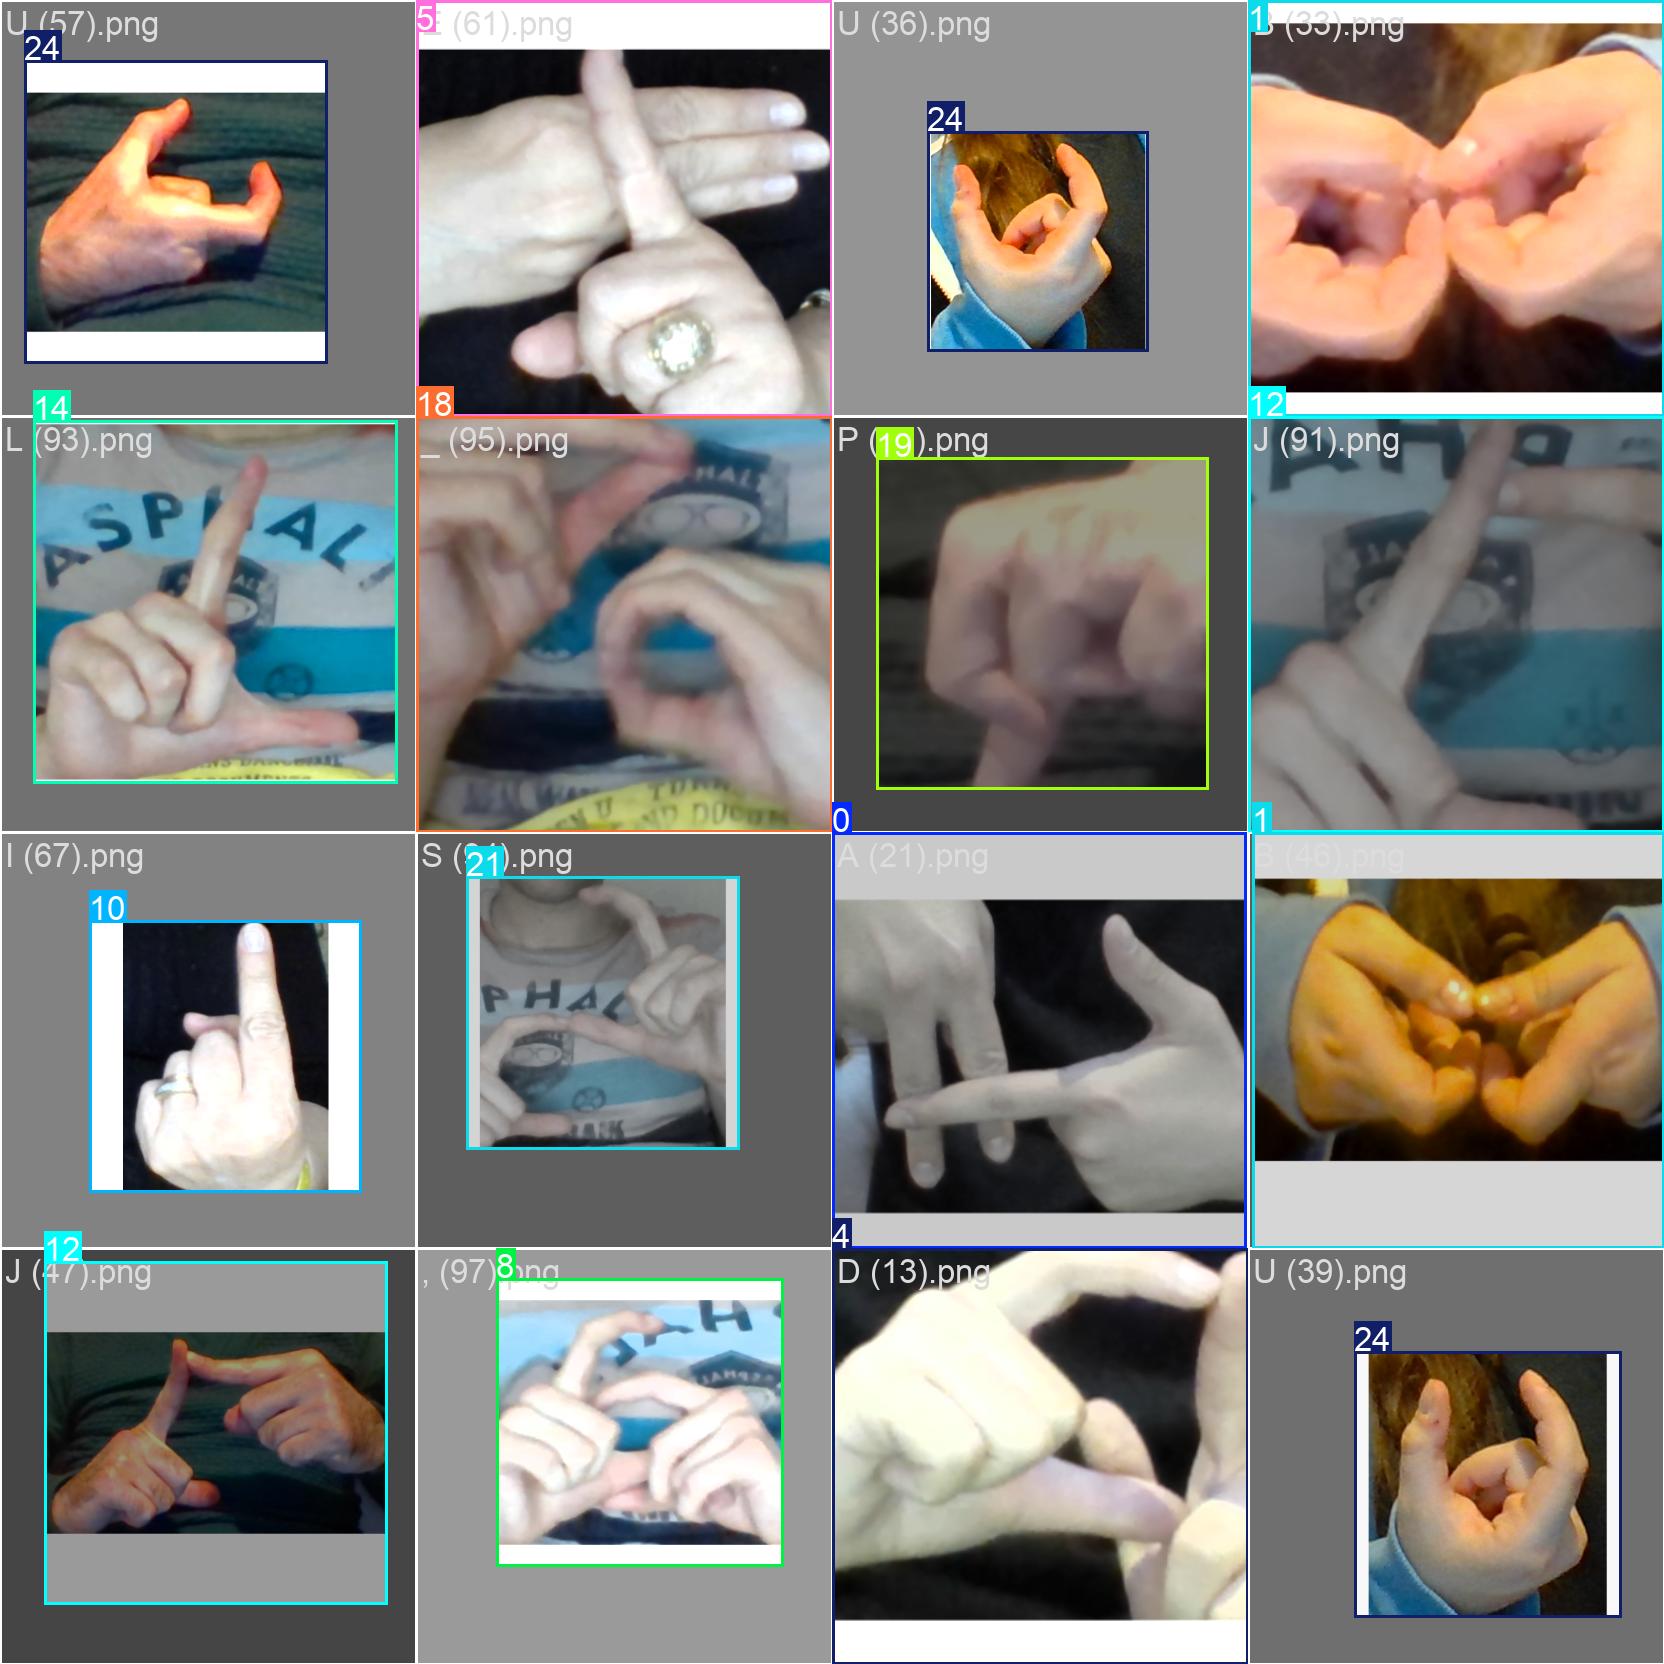 U (57).png
24
5
E (61).png
U (36).png
24
1
B (33).png
L (93).png
14
ASPHALT
18
_ (95).png
P (
).png
19
12
J (91).png
I (67).png
10
S (
).png
21
0
A (21).png
1
B (46).png
J (47).png
12
, (97)
png
8
4
D (13).png
U (39).png
24